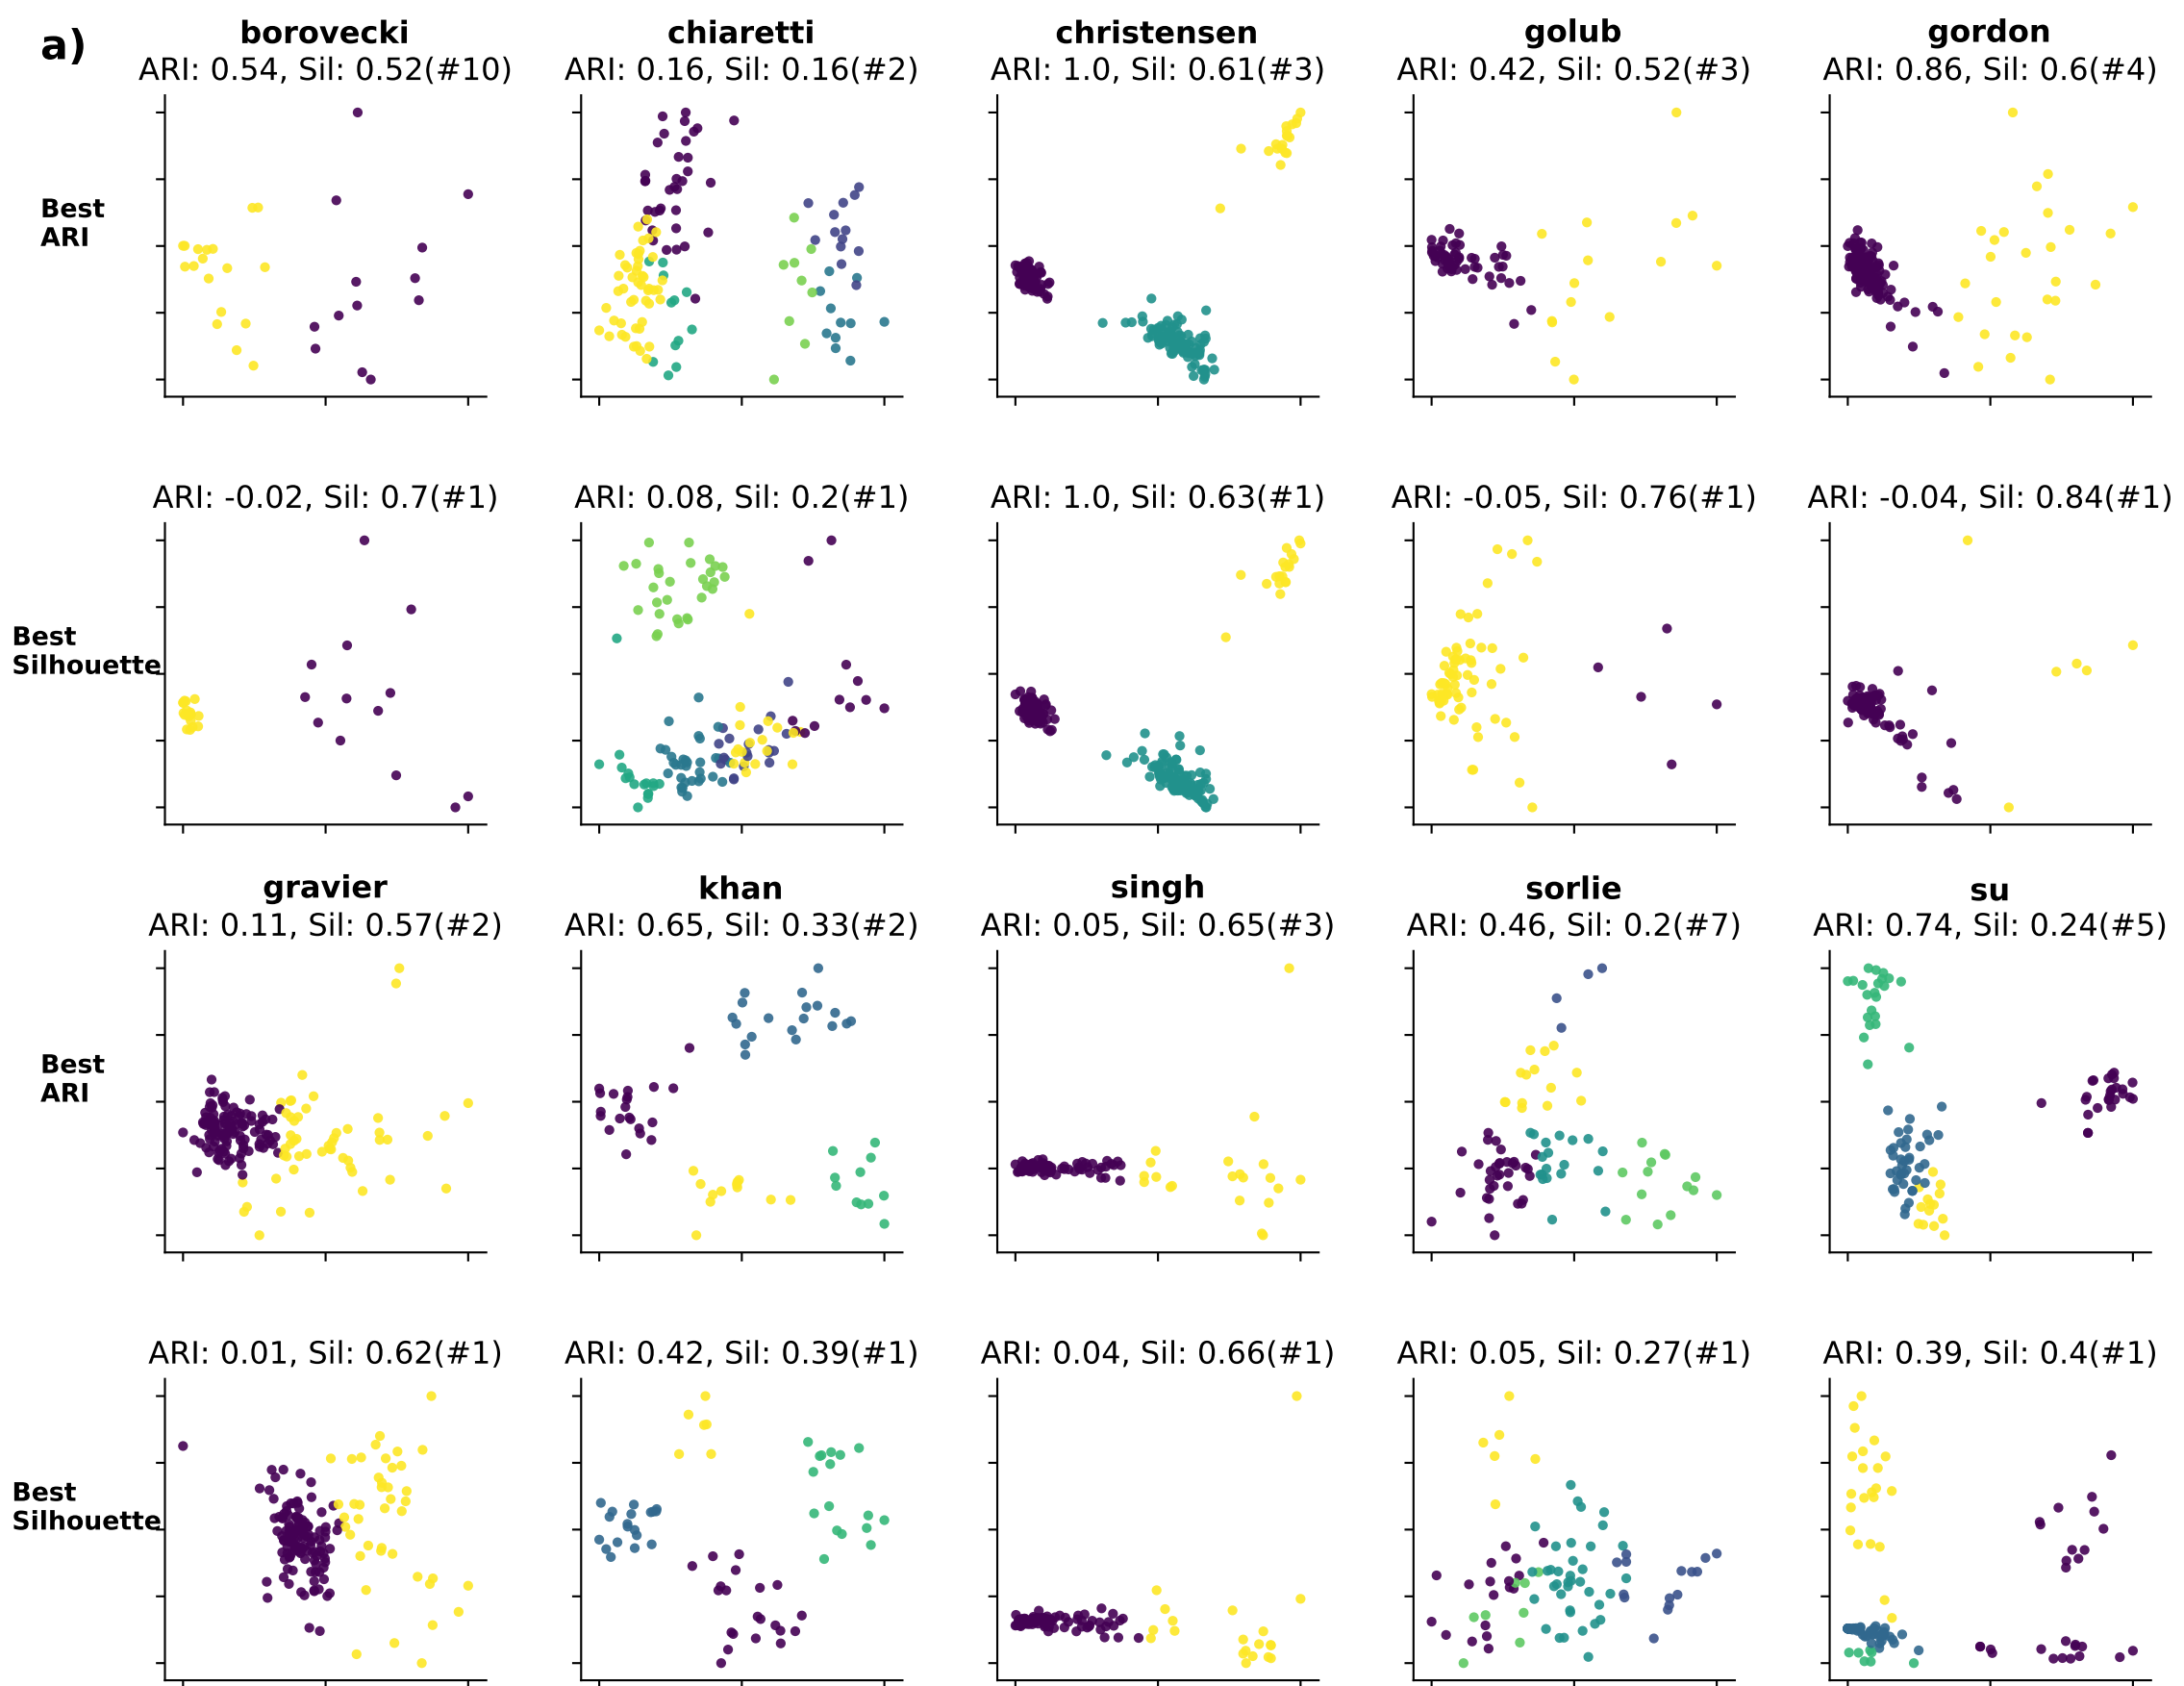 a)
borovecki
ARI: 0.54, Sil: 0.52(#10)
chiaretti
ARI: 0.16, Sil: 0.16(#2)
christensen
ARI: 1.0, Sil: 0.61(#3)
golub
ARI: 0.42, Sil: 0.52(#3)
gordon
ARI: 0.86, Sil: 0.6(#4)
Best
ARI
ARI: -0.02, Sil: 0.7(#1)
ARI: 0.08, Sil: 0.2(#1)
ARI: 1.0, Sil: 0.63(#1)
ARI: -0.05, Sil: 0.76(#1)
ARI: -0.04, Sil: 0.84(#1)
Best
Silhouette
gravier
ARI: 0.11, Sil: 0.57(#2)
khan
ARI: 0.65, Sil: 0.33(#2)
singh
ARI: 0.05, Sil: 0.65(#3)
sorlie
ARI: 0.46, Sil: 0.2(#7)
su
ARI: 0.74, Sil: 0.24(#5)
Best
ARI
ARI: 0.01, Sil: 0.62(#1)
ARI: 0.42, Sil: 0.39(#1)
ARI: 0.04, Sil: 0.66(#1)
ARI: 0.05, Sil: 0.27(#1)
ARI: 0.39, Sil: 0.4(#1)
Best
Silhouette